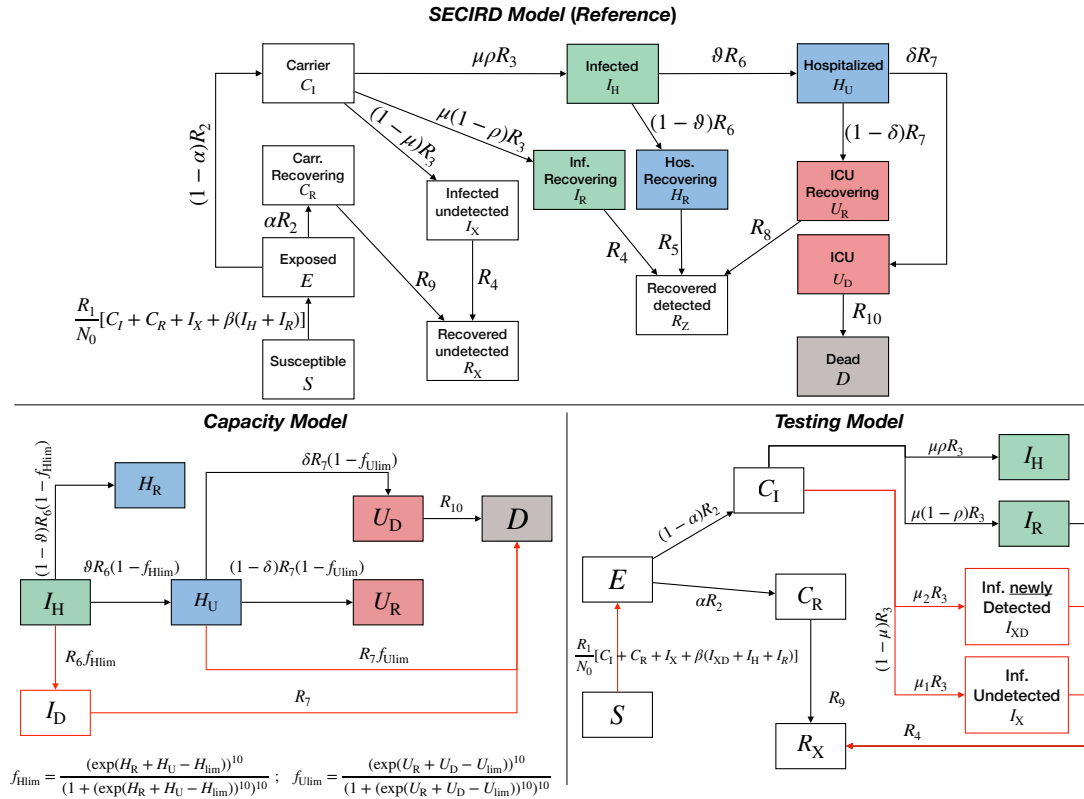 SECIRD Model (Reference)
Carrier
C_I
μρR_3
Infected
I_H
ϑR_6
Hospitalized
H_U
δR_7
(1 − α)R_2
(1 − μ)R_3
μ(1 − ρ)R_3
(1 − ϑ)R_6
(1 − δ)R_7
Carr.
Recovering
C_R
Inf.
Recovering
I_R
Hos.
Recovering
H_R
ICU
Recovering
U_R
Infected
undetected
I_X
αR_2
Exposed
E
R_9
R_4
R_4
R_5
R_8
ICU
U_D
Recovered
detected
R_Z
R_1/N_0 [C_I + C_R + I_X + β(I_H + I_R)]
R_10
Susceptible
S
Recovered
undetected
R_X
Dead
D
Capacity Model
(1 − ϑ)R_6(1 − f_Hlim)
H_R
δR_7(1 − f_Ulim)
U_D
R_10
D
ϑR_6(1 − f_Hlim)
(1 − δ)R_7(1 − f_Ulim)
I_H
H_U
U_R
R_6 f_Hlim
R_7 f_Ulim
I_D
R_7
f_Hlim = (exp(H_R + H_U − H_lim))^10 / (1 + (exp(H_R + H_U − H_lim))^10)^10 ; f_Ulim = (exp(U_R + U_D − U_lim))^10 / (1 + (exp(U_R + U_D − U_lim))^10)^10
Testing Model
μρR_3
I_H
C_I
(1 − α)R_2
μ(1 − ρ)R_3
I_R
E
αR_2
C_R
(1 − μ)R_3
μ_2R_3
Inf. newly
Detected
I_XD
R_1/N_0 [C_I + C_R + I_X + β(I_XD + I_H + I_R)]
μ_1R_3
Inf.
Undetected
I_X
S
R_9
R_X
R_4